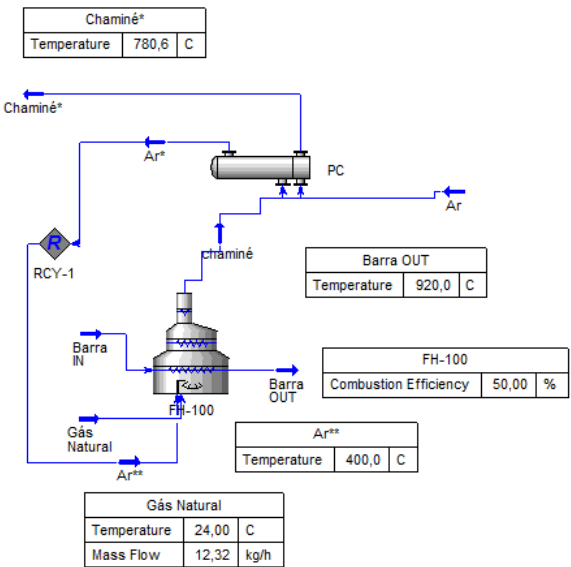 Chaminé*
Temperature 780,6 C
Chaminé*
Ar*
PC
Ar
R
RCY-1
chaminé
Barra OUT
Temperature 920,0 C
Barra
IN
Barra
OUT
FH-100
FH-100
Combustion Efficiency 50,00 %
Gás
Natural
Ar**
Ar**
Temperature 400,0 C
Gás Natural
Temperature 24,00 C
Mass Flow 12,32 kg/h